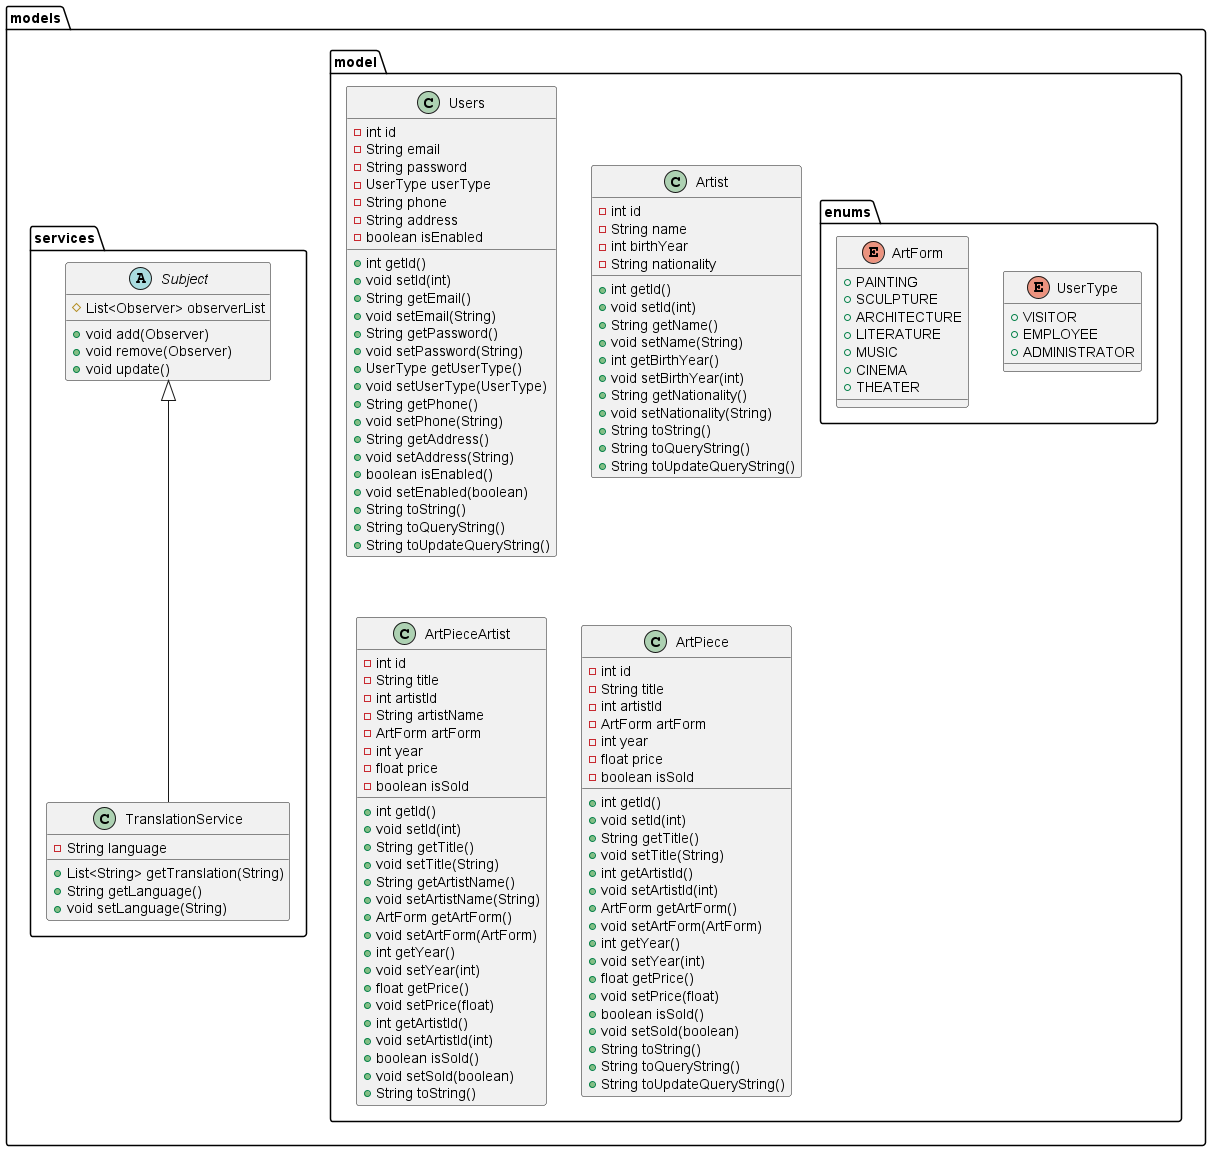 models
services
A Subject
List<Observer> observerList
void add(Observer)
void remove(Observer)
void update()
C TranslationService
String language
List<String> getTranslation(String)
String getLanguage()
void setLanguage(String)
model
C Users
int id
String email
String password
UserType userType
String phone
String address
boolean isEnabled
int getId()
void setId(int)
String getEmail()
void setEmail(String)
String getPassword()
void setPassword(String)
UserType getUserType()
void setUserType(UserType)
String getPhone()
void setPhone(String)
String getAddress()
void setAddress(String)
boolean isEnabled()
void setEnabled(boolean)
String toString()
String toQueryString()
String toUpdateQueryString()
C Artist
int id
String name
int birthYear
String nationality
int getId()
void setId(int)
String getName()
void setName(String)
int getBirthYear()
void setBirthYear(int)
String getNationality()
void setNationality(String)
String toString()
String toQueryString()
String toUpdateQueryString()
enums
E ArtForm
PAINTING
SCULPTURE
ARCHITECTURE
LITERATURE
MUSIC
CINEMA
THEATER
E UserType
VISITOR
EMPLOYEE
ADMINISTRATOR
C ArtPieceArtist
int id
String title
int artistId
String artistName
ArtForm artForm
int year
float price
boolean isSold
int getId()
void setId(int)
String getTitle()
void setTitle(String)
String getArtistName()
void setArtistName(String)
ArtForm getArtForm()
void setArtForm(ArtForm)
int getYear()
void setYear(int)
float getPrice()
void setPrice(float)
int getArtistId()
void setArtistId(int)
boolean isSold()
void setSold(boolean)
String toString()
C ArtPiece
int id
String title
int artistId
ArtForm artForm
int year
float price
boolean isSold
int getId()
void setId(int)
String getTitle()
void setTitle(String)
int getArtistId()
void setArtistId(int)
ArtForm getArtForm()
void setArtForm(ArtForm)
int getYear()
void setYear(int)
float getPrice()
void setPrice(float)
boolean isSold()
void setSold(boolean)
String toString()
String toQueryString()
String toUpdateQueryString()